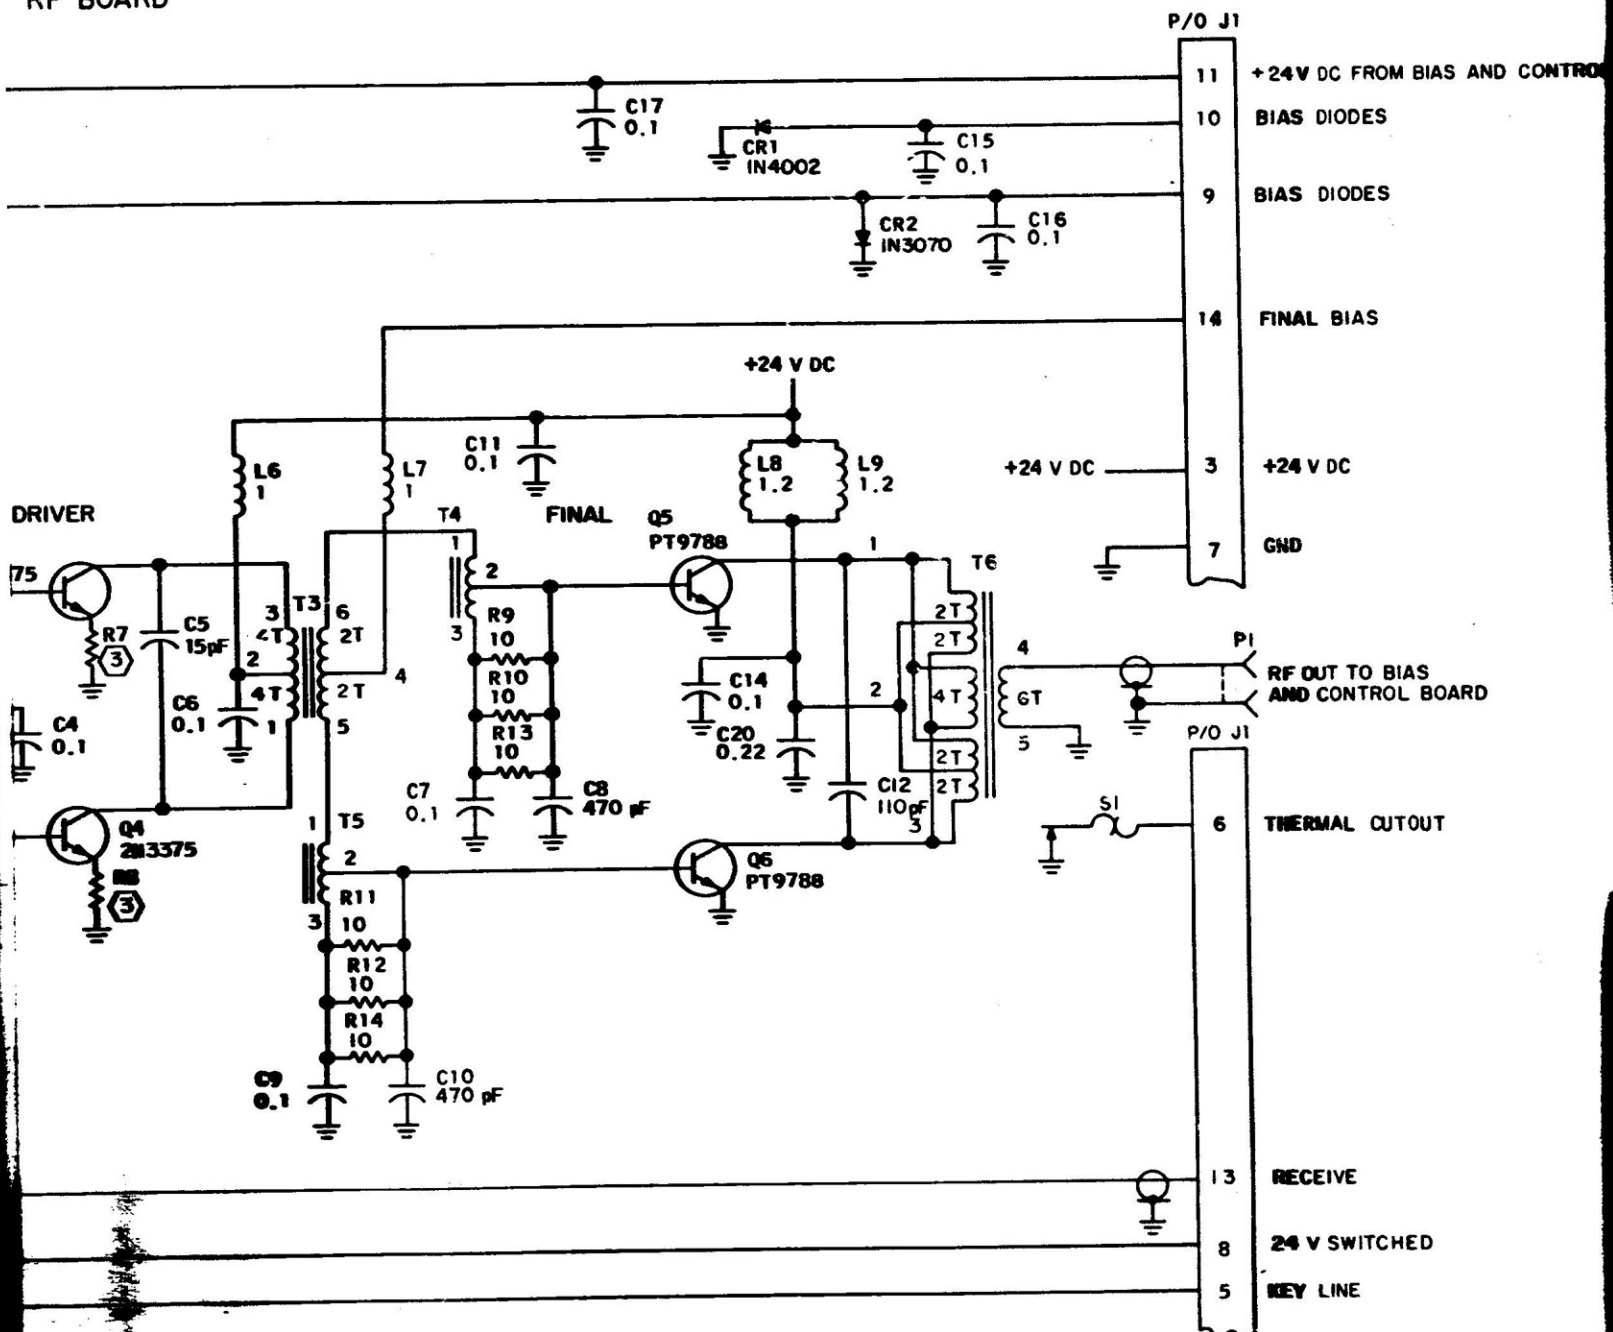 RF BOARD
P/O J1
11 +24V DC FROM BIAS AND CONTRO
C17
0.1
10 BIAS DIODES
CR1
1N4002
C15
0.1
9 BIAS DIODES
CR2
1N3070
C16
0.1
14 FINAL BIAS
+24 V DC
C11
0.1
L6
1
L7
1
L8
1.2
L9
1.2
+24 V DC 3 +24 V DC
DRIVER
T4
FINAL
Q5
PT9788
1
2
3
1
T6
7 GND
75
R7
3
C5
15pF
3 T3 6
4T 2T
2
4T 2T
4
1 5
C6
0.1
C4
0.1
R9
10
R10
10
R13
10
C7
0.1
C8
470 pF
C14
0.1
C20
0.22
2
2T
2T
4T
2T
2T
4
6T
5
C12
110pF
3
P1
RF OUT TO BIAS
AND CONTROL BOARD
P/O J1
S1
6 THERMAL CUTOUT
Q4
2N3375
R8
3
1 T5
2
3
R11
10
R12
10
R14
10
Q6
PT9788
C9
0.1
C10
470 pF
13 RECEIVE
8 24 V SWITCHED
5 KEY LINE